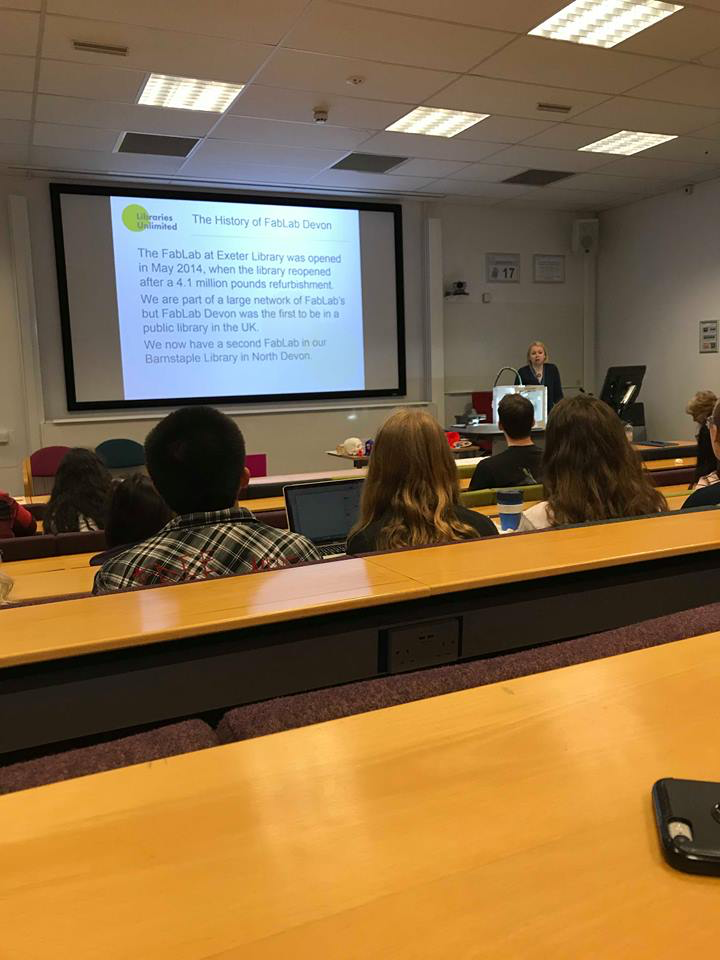 Libraries
Unlimited
The History of FabLab Devon
The FabLab at Exeter Library was opened
in May 2014, when the library reopened
after a 4.1 million pounds refurbishment.
We are part of a large network of FabLab's
but FabLab Devon was the first to be in a
public library in the UK.
We now have a second FabLab in our
Barnstaple Library in North Devon.
17